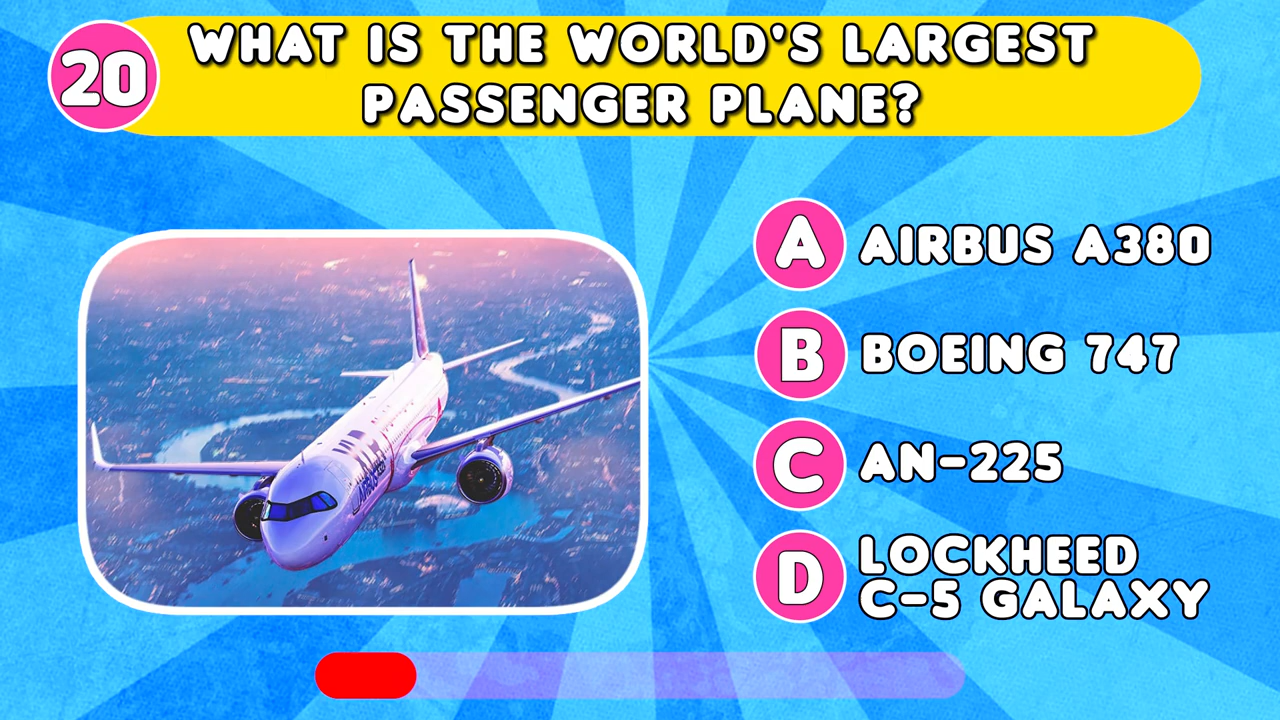 20
WHAT IS THE WORLD'S LARGEST
PASSENGER PLANE?
A AIRBUS A380
B BOEING 747
C AN-225
D LOCKHEED
C-5 GALAXY